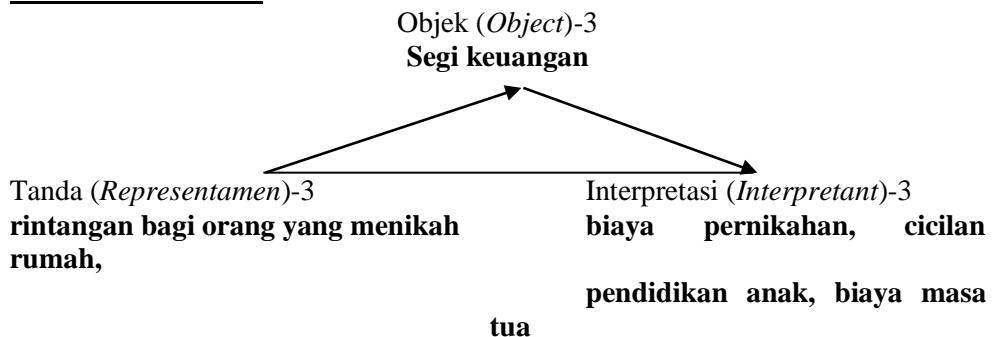 Objek (Object)-3
Segi keuangan
Tanda (Representamen)-3 Interpretasi (Interpretant)-3
rintangan bagi orang yang menikah biaya pernikahan, cicilan
rumah,
pendidikan anak, biaya masa
tua